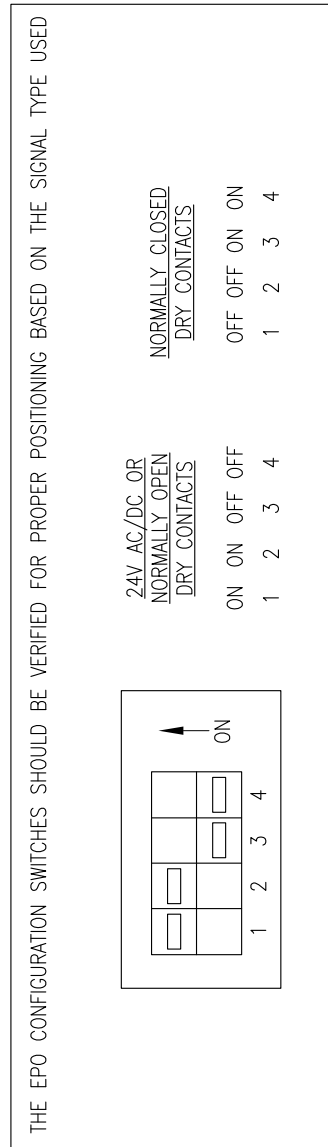 THE EPO CONFIGURATION SWITCHES SHOULD BE VERIFIED FOR PROPER POSITIONING BASED ON THE SIGNAL TYPE USED
ON
1 2 3 4
24V AC/DC OR
NORMALLY OPEN
DRY CONTACTS
ON ON OFF OFF
1 2 3 4
NORMALLY CLOSED
DRY CONTACTS
OFF OFF ON ON
1 2 3 4